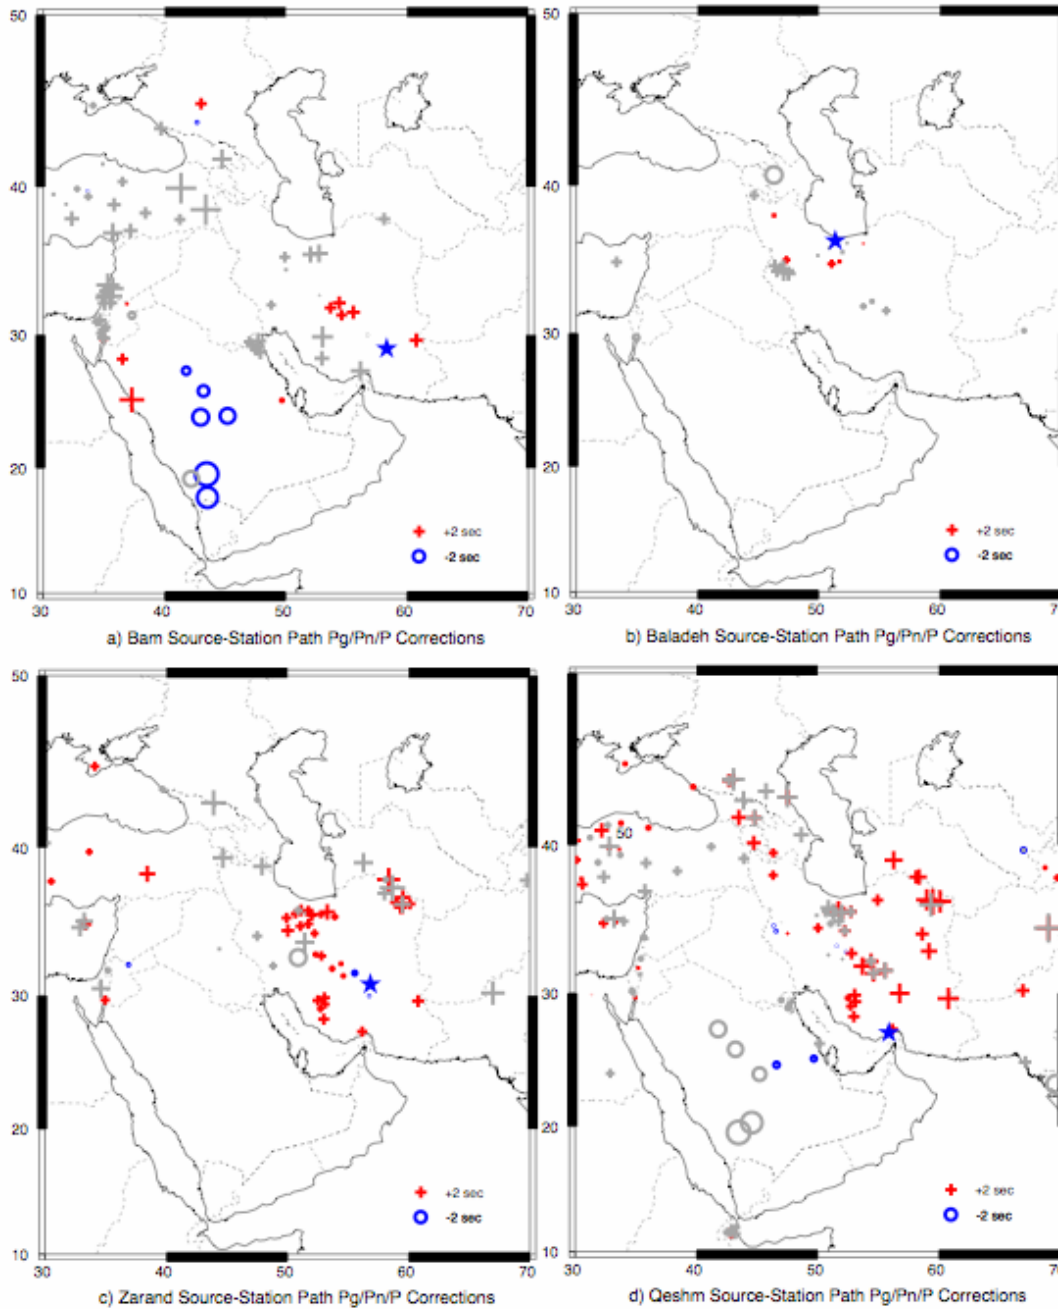 50
40
30
20
10
30 40 50 60 70
+2 sec
-2 sec
a) Bam Source-Station Path Pg/Pn/P Corrections
50
40
30
20
10
30 40 50 60 70
+2 sec
-2 sec
b) Baladeh Source-Station Path Pg/Pn/P Corrections
50
40
30
20
10
30 40 50 60 70
+2 sec
-2 sec
c) Zarand Source-Station Path Pg/Pn/P Corrections
50
40
30
20
10
30 40 50 60 70
+2 sec
-2 sec
d) Qeshm Source-Station Path Pg/Pn/P Corrections